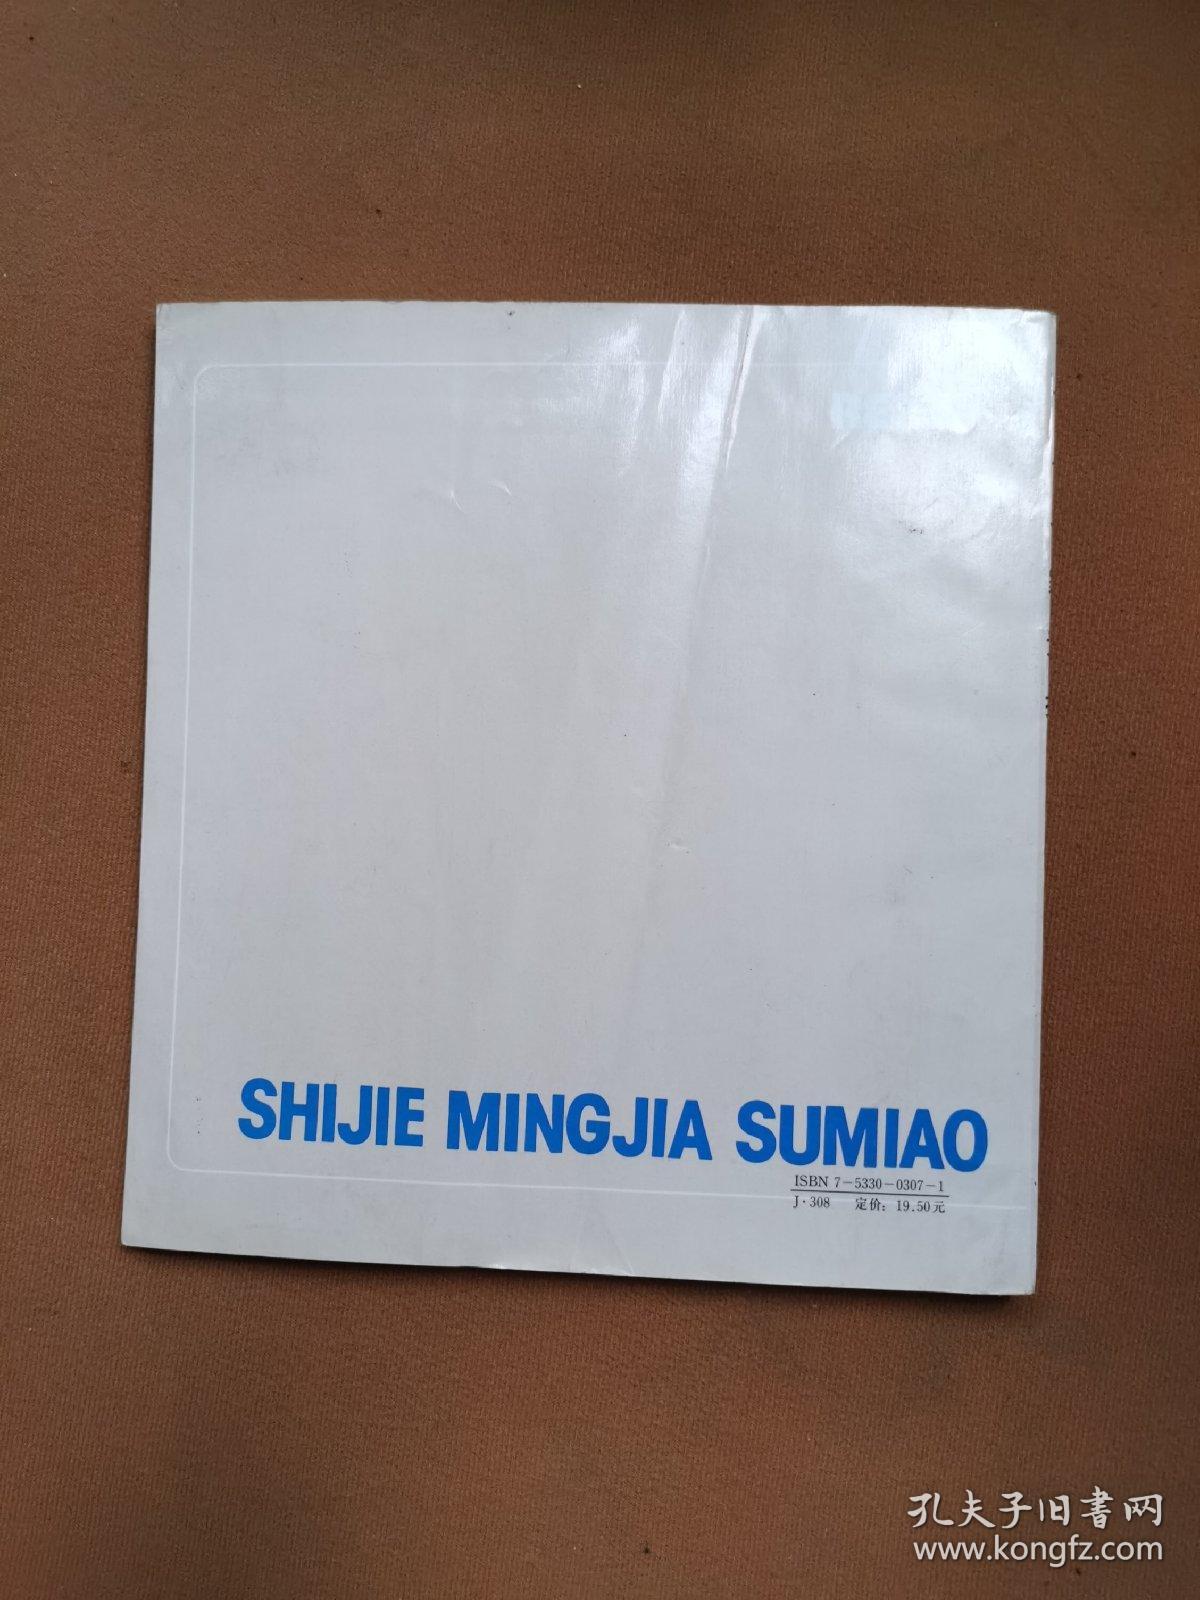 SHIJIE MINGJIA SUMIAO
ISBN 7-5330-0307-1
J·308 定价: 19.50元
孔夫子旧書网
www.kongfz.com